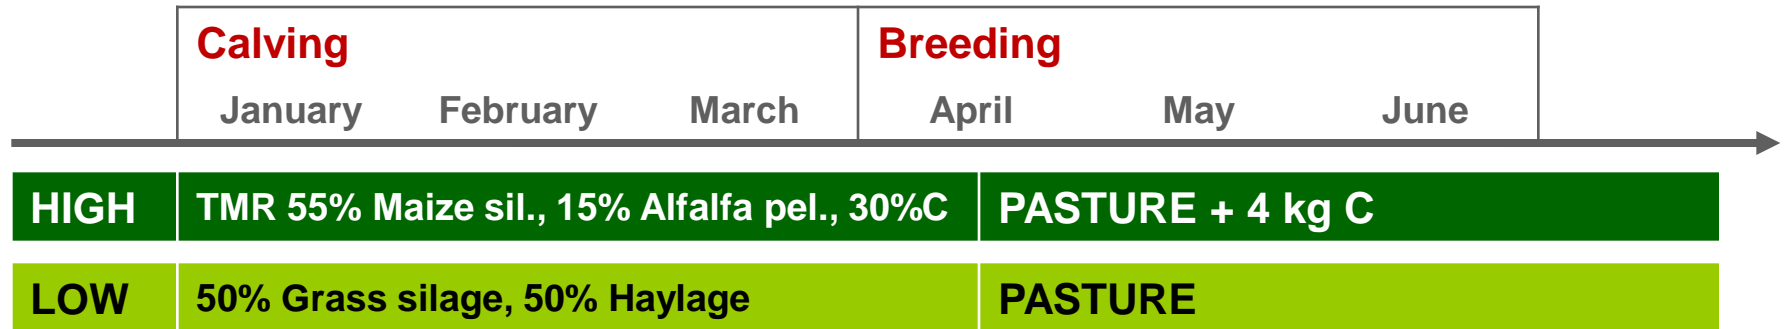 Calving Breeding
January February March April May June
HIGH TMR 55% Maize sil., 15% Alfalfa pel., 30%C PASTURE + 4 kg C
LOW 50% Grass silage, 50% Haylage PASTURE